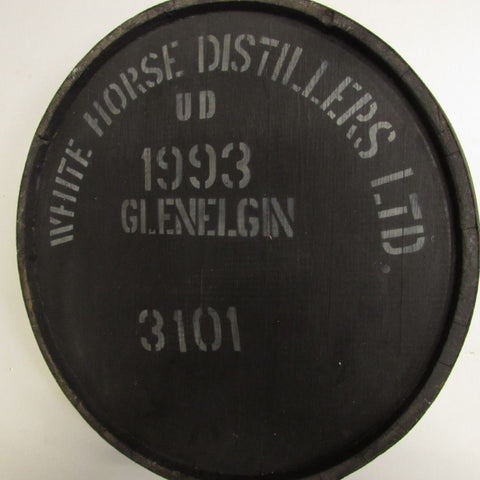 WHITE HORSE DISTILLERS LTD.
UD
1993
GLENELGIN
3101